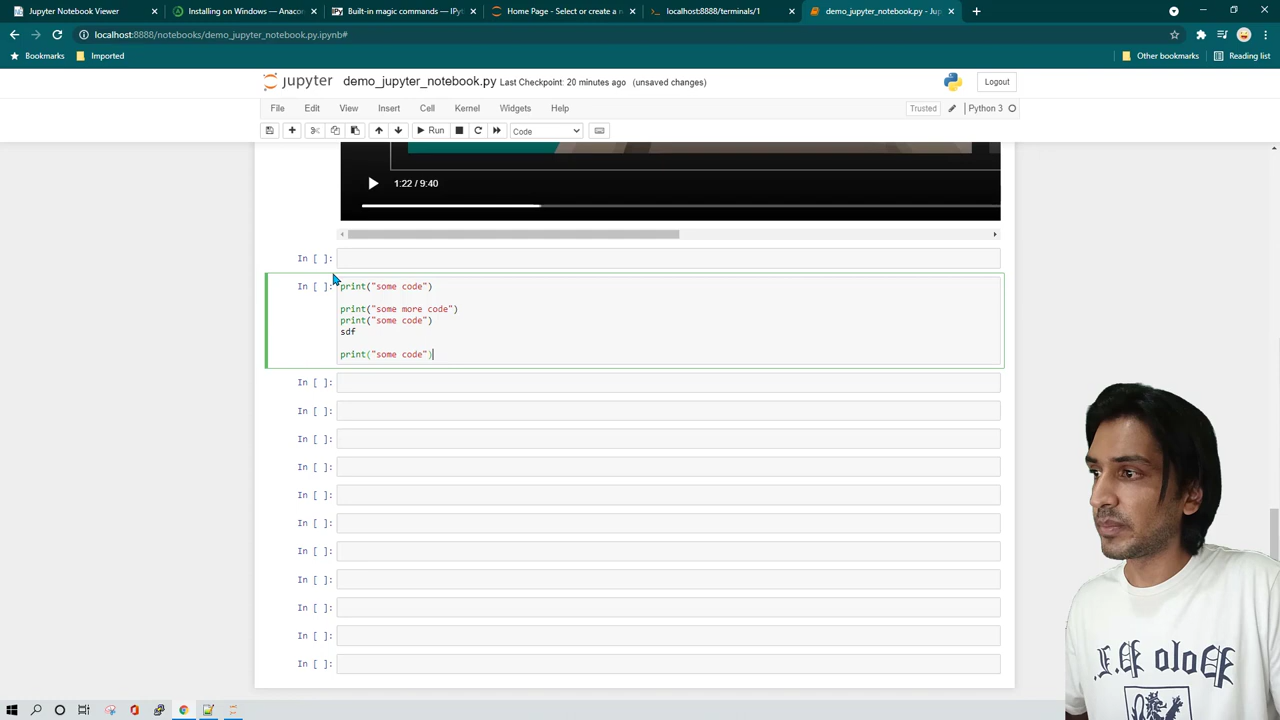 Jupyter Notebook Viewer
Installing on Windows — Anacon
Built-in magic commands — IPyt
Home Page - Select or create a n
localhost:8888/terminals/1
demo_jupyter_notebook.py - Jup
localhost:8888/notebooks/demo_jupyter_notebook.py.ipynb#
Bookmarks
Imported
Other bookmarks
Reading list
jupyter
demo_jupyter_notebook.py
Last Checkpoint: 20 minutes ago (unsaved changes)
Logout
File Edit View Insert Cell Kernel Widgets Help
Trusted
Python 3
Run
Code
1:22 / 9:40
In [ ]:
In [ ]:
print("some code")
print("some more code")
print("some code")
sdf
print("some code")
In [ ]:
In [ ]:
In [ ]:
In [ ]:
In [ ]:
In [ ]:
In [ ]:
In [ ]:
In [ ]:
In [ ]:
In [ ]: